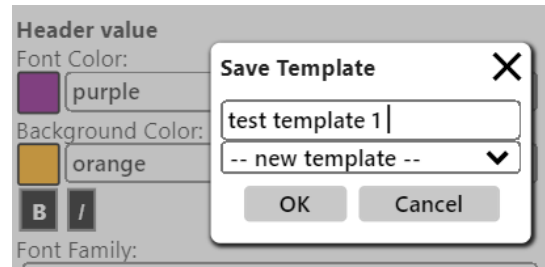 Header value
Font Color:
purple
Background Color:
orange
B I
Font Family:
Save Template
test template 1
-- new template --
OK Cancel